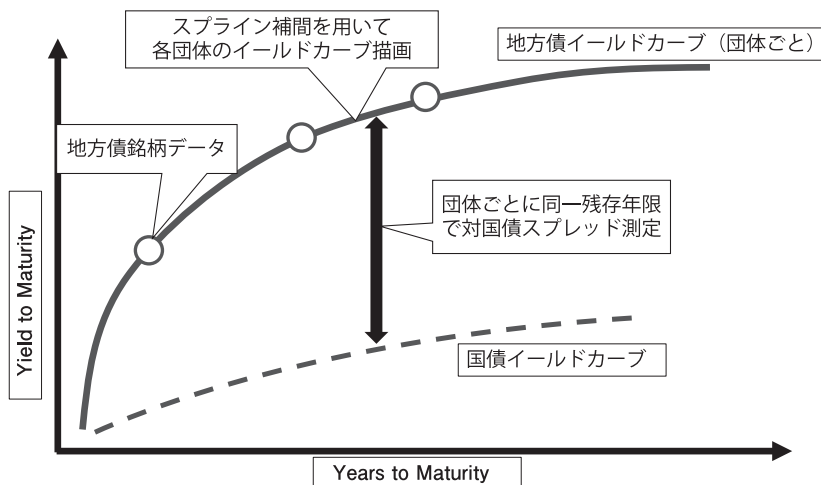 スプライン補間を用いて
各団体のイールドカーブ描画
地方債イールドカーブ（団体ごと）
地方債銘柄データ
団体ごとに同一残存年限
で対国債スプレッド測定
国債イールドカーブ
Yield to Maturity
Years to Maturity